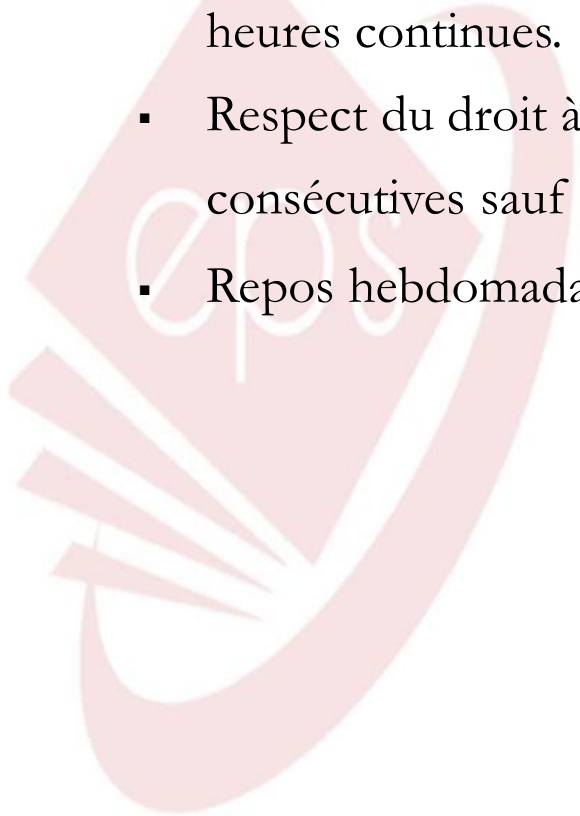 heures continues.
▪ Respect du droit à
consécutives sauf
▪ Repos hebdomada
eps